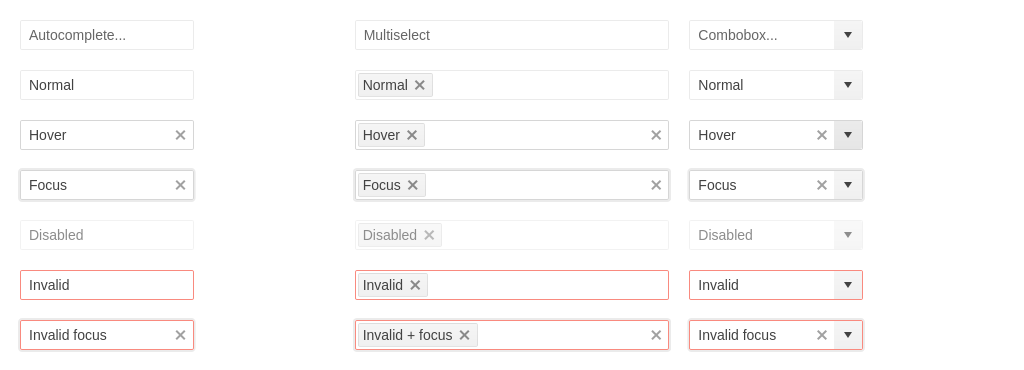 Autocomplete... Multiselect Combobox...
Normal Normal Normal
Hover Hover Hover
Focus Focus Focus
Disabled Disabled Disabled
Invalid Invalid Invalid
Invalid focus Invalid + focus Invalid focus